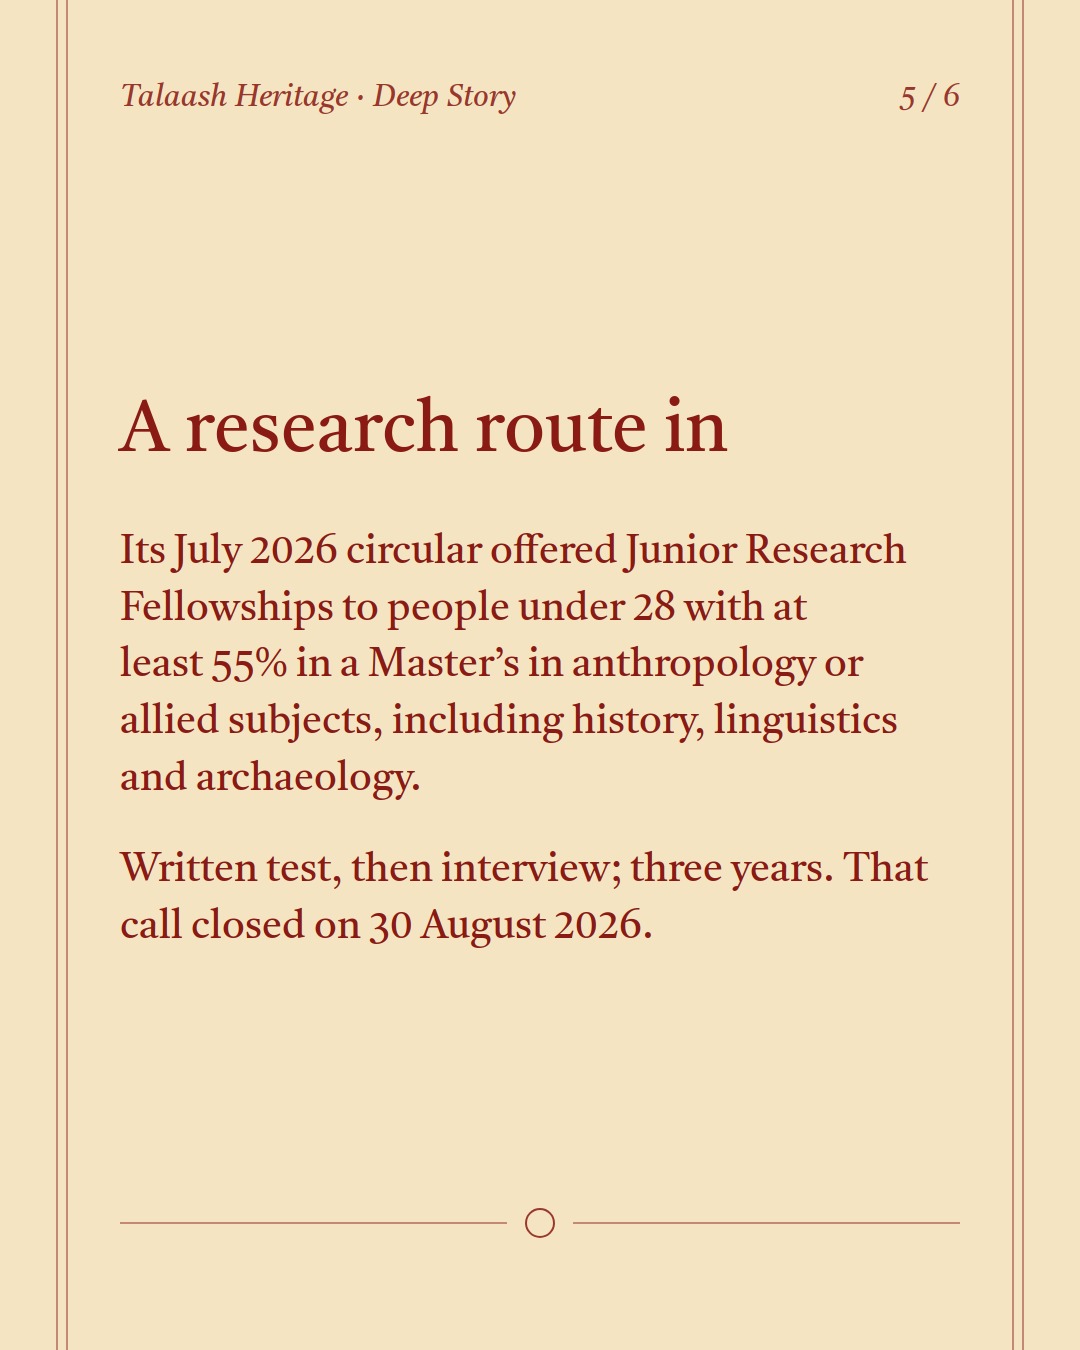 Talaash Heritage · Deep Story
5 / 6
A research route in
Its July 2026 circular offered Junior Research
Fellowships to people under 28 with at
least 55% in a Master’s in anthropology or
allied subjects, including history, linguistics
and archaeology.
Written test, then interview; three years. That
call closed on 30 August 2026.